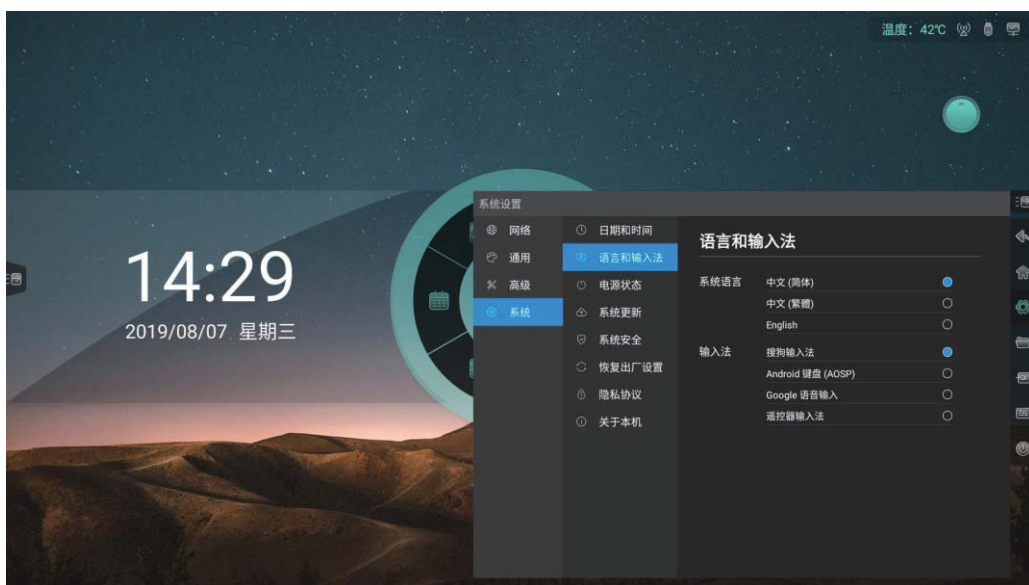 温度：42℃
14:29
2019/08/07 星期三
系统设置
网络
通用
高级
系统
日期和时间
语言和输入法
电源状态
系统更新
系统安全
恢复出厂设置
隐私协议
关于本机
语言和输入法
系统语言
中文 (简体)
中文 (繁體)
English
输入法
搜狗输入法
Android 键盘 (AOSP)
Google 语音输入
遥控器输入法